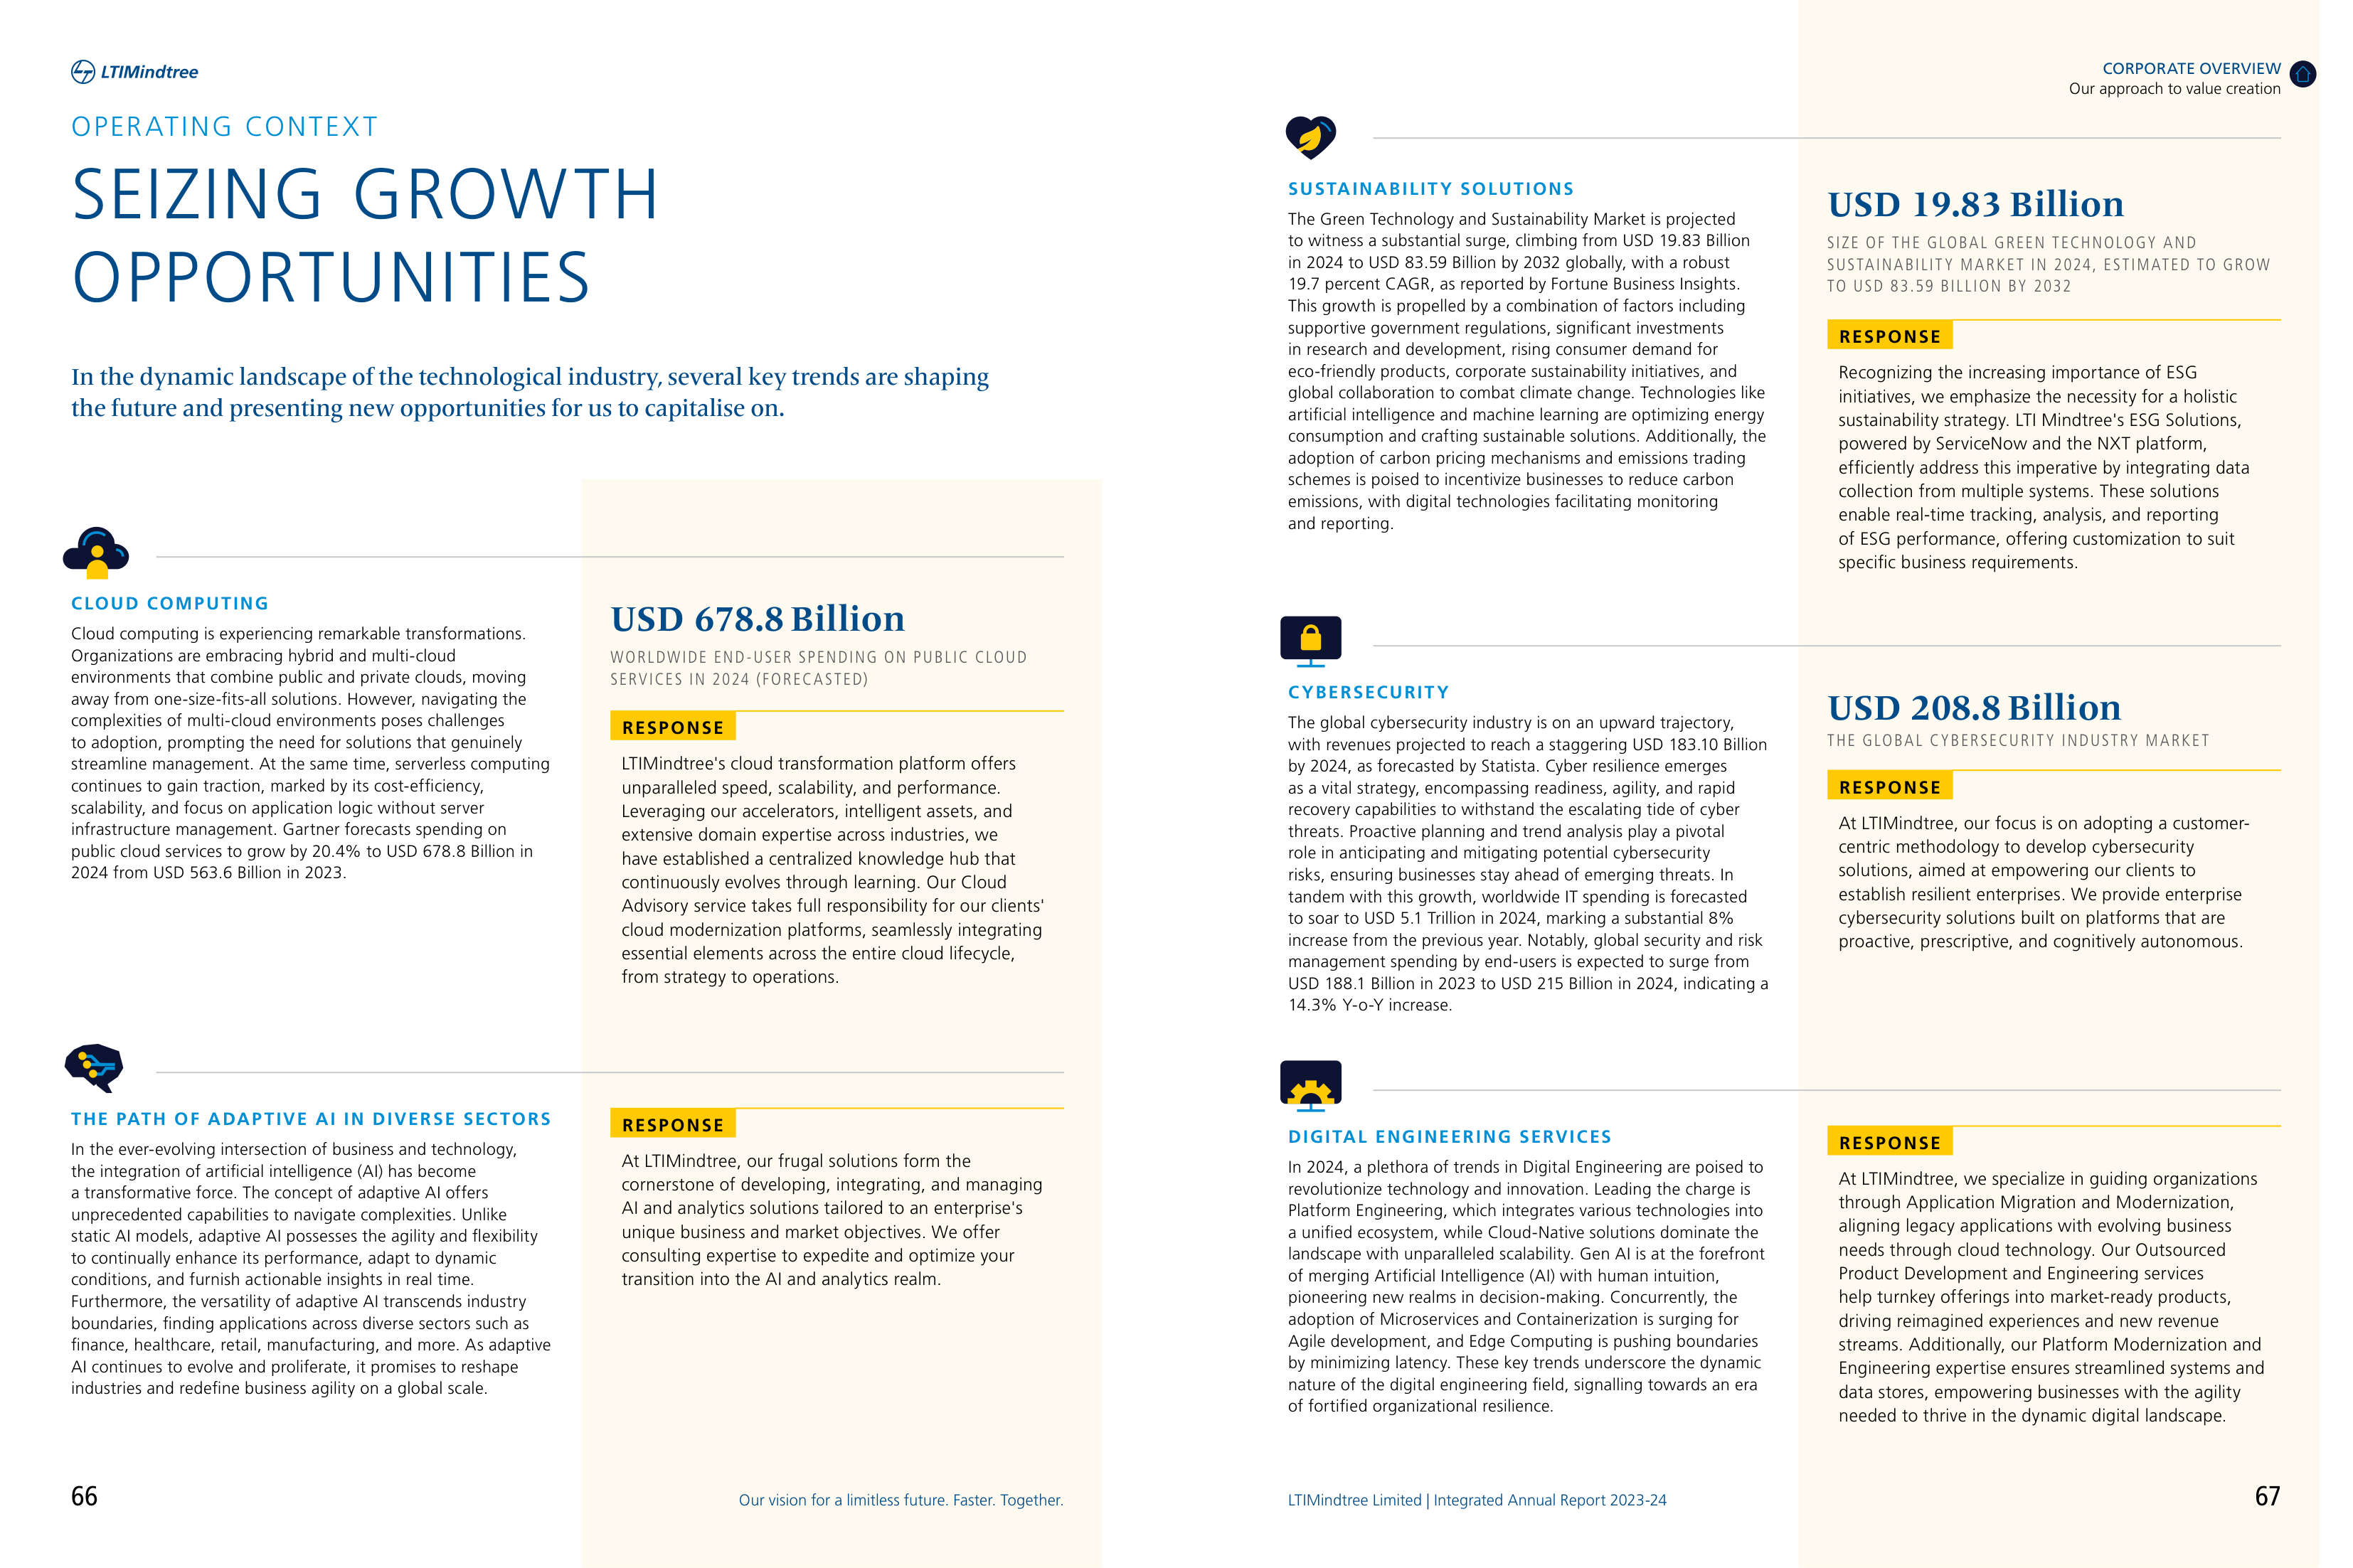 LTIMindtree
OPERATING CONTEXT
SEIZING GROWTH
OPPORTUNITIES
In the dynamic landscape of the technological industry, several key trends are shaping
the future and presenting new opportunities for us to capitalise on.
CLOUD COMPUTING
Cloud computing is experiencing remarkable transformations.
Organizations are embracing hybrid and multi-cloud
environments that combine public and private clouds, moving
away from one-size-fits-all solutions. However, navigating the
complexities of multi-cloud environments poses challenges
to adoption, prompting the need for solutions that genuinely
streamline management. At the same time, serverless computing
continues to gain traction, marked by its cost-efficiency,
scalability, and focus on application logic without server
infrastructure management. Gartner forecasts spending on
public cloud services to grow by 20.4% to USD 678.8 Billion in
2024 from USD 563.6 Billion in 2023.
USD 678.8 Billion
WORLDWIDE END-USER SPENDING ON PUBLIC CLOUD
SERVICES IN 2024 (FORECASTED)
RESPONSE
LTIMindtree's cloud transformation platform offers
unparalleled speed, scalability, and performance.
Leveraging our accelerators, intelligent assets, and
extensive domain expertise across industries, we
have established a centralized knowledge hub that
continuously evolves through learning. Our Cloud
Advisory service takes full responsibility for our clients'
cloud modernization platforms, seamlessly integrating
essential elements across the entire cloud lifecycle,
from strategy to operations.
THE PATH OF ADAPTIVE AI IN DIVERSE SECTORS
In the ever-evolving intersection of business and technology,
the integration of artificial intelligence (AI) has become
a transformative force. The concept of adaptive AI offers
unprecedented capabilities to navigate complexities. Unlike
static AI models, adaptive AI possesses the agility and flexibility
to continually enhance its performance, adapt to dynamic
conditions, and furnish actionable insights in real time.
Furthermore, the versatility of adaptive AI transcends industry
boundaries, finding applications across diverse sectors such as
finance, healthcare, retail, manufacturing, and more. As adaptive
AI continues to evolve and proliferate, it promises to reshape
industries and redefine business agility on a global scale.
RESPONSE
At LTIMindtree, our frugal solutions form the
cornerstone of developing, integrating, and managing
AI and analytics solutions tailored to an enterprise's
unique business and market objectives. We offer
consulting expertise to expedite and optimize your
transition into the AI and analytics realm.
66
Our vision for a limitless future. Faster. Together.
CORPORATE OVERVIEW
Our approach to value creation
SUSTAINABILITY SOLUTIONS
The Green Technology and Sustainability Market is projected
to witness a substantial surge, climbing from USD 19.83 Billion
in 2024 to USD 83.59 Billion by 2032 globally, with a robust
19.7 percent CAGR, as reported by Fortune Business Insights.
This growth is propelled by a combination of factors including
supportive government regulations, significant investments
in research and development, rising consumer demand for
eco-friendly products, corporate sustainability initiatives, and
global collaboration to combat climate change. Technologies like
artificial intelligence and machine learning are optimizing energy
consumption and crafting sustainable solutions. Additionally, the
adoption of carbon pricing mechanisms and emissions trading
schemes is poised to incentivize businesses to reduce carbon
emissions, with digital technologies facilitating monitoring
and reporting.
USD 19.83 Billion
SIZE OF THE GLOBAL GREEN TECHNOLOGY AND
SUSTAINABILITY MARKET IN 2024, ESTIMATED TO GROW
TO USD 83.59 BILLION BY 2032
RESPONSE
Recognizing the increasing importance of ESG
initiatives, we emphasize the necessity for a holistic
sustainability strategy. LTI Mindtree's ESG Solutions,
powered by ServiceNow and the NXT platform,
efficiently address this imperative by integrating data
collection from multiple systems. These solutions
enable real-time tracking, analysis, and reporting
of ESG performance, offering customization to suit
specific business requirements.
CYBERSECURITY
The global cybersecurity industry is on an upward trajectory,
with revenues projected to reach a staggering USD 183.10 Billion
by 2024, as forecasted by Statista. Cyber resilience emerges
as a vital strategy, encompassing readiness, agility, and rapid
recovery capabilities to withstand the escalating tide of cyber
threats. Proactive planning and trend analysis play a pivotal
role in anticipating and mitigating potential cybersecurity
risks, ensuring businesses stay ahead of emerging threats. In
tandem with this growth, worldwide IT spending is forecasted
to soar to USD 5.1 Trillion in 2024, marking a substantial 8%
increase from the previous year. Notably, global security and risk
management spending by end-users is expected to surge from
USD 188.1 Billion in 2023 to USD 215 Billion in 2024, indicating a
14.3% Y-o-Y increase.
USD 208.8 Billion
THE GLOBAL CYBERSECURITY INDUSTRY MARKET
RESPONSE
At LTIMindtree, our focus is on adopting a customer-
centric methodology to develop cybersecurity
solutions, aimed at empowering our clients to
establish resilient enterprises. We provide enterprise
cybersecurity solutions built on platforms that are
proactive, prescriptive, and cognitively autonomous.
DIGITAL ENGINEERING SERVICES
In 2024, a plethora of trends in Digital Engineering are poised to
revolutionize technology and innovation. Leading the charge is
Platform Engineering, which integrates various technologies into
a unified ecosystem, while Cloud-Native solutions dominate the
landscape with unparalleled scalability. Gen AI is at the forefront
of merging Artificial Intelligence (AI) with human intuition,
pioneering new realms in decision-making. Concurrently, the
adoption of Microservices and Containerization is surging for
Agile development, and Edge Computing is pushing boundaries
by minimizing latency. These key trends underscore the dynamic
nature of the digital engineering field, signalling towards an era
of fortified organizational resilience.
RESPONSE
At LTIMindtree, we specialize in guiding organizations
through Application Migration and Modernization,
aligning legacy applications with evolving business
needs through cloud technology. Our Outsourced
Product Development and Engineering services
help turnkey offerings into market-ready products,
driving reimagined experiences and new revenue
streams. Additionally, our Platform Modernization and
Engineering expertise ensures streamlined systems and
data stores, empowering businesses with the agility
needed to thrive in the dynamic digital landscape.
LTIMindtree Limited | Integrated Annual Report 2023-24
67